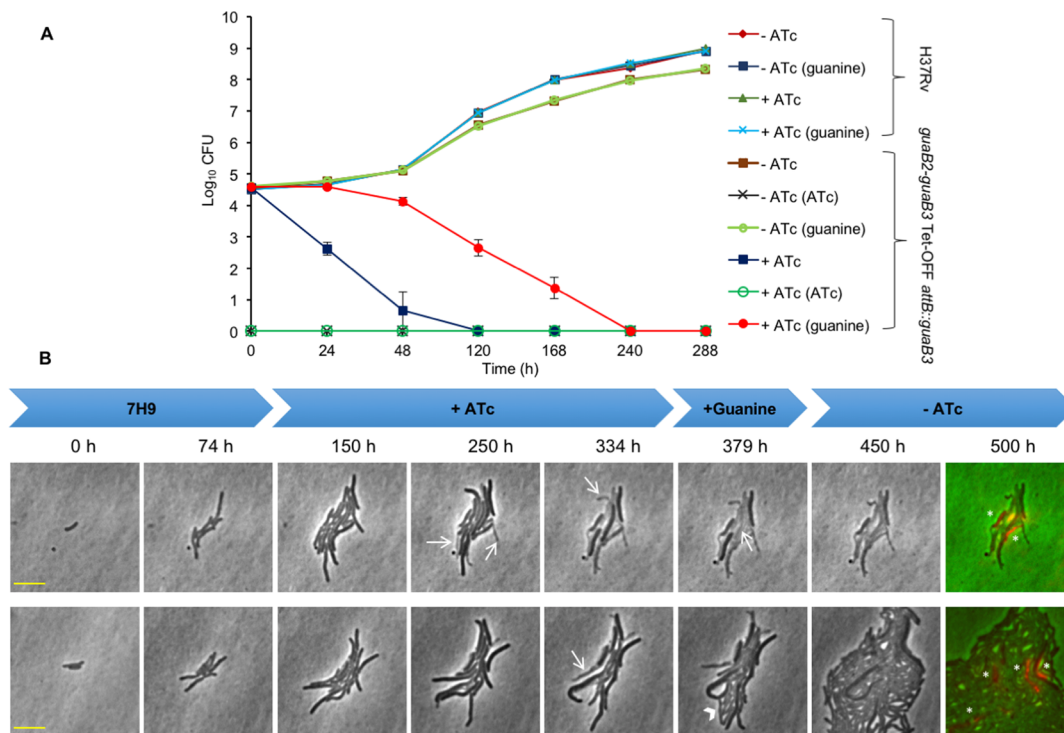 A
Log10 CFU
10
9
8
7
6
5
4
3
2
1
0
0 24 48 120 168 240 288
Time (h)
- ATc
- ATc (guanine)
+ ATc
+ ATc (guanine)
- ATc
- ATc (ATc)
- ATc (guanine)
+ ATc
+ ATc (ATc)
+ ATc (guanine)
H37Rv
guaB2-guaB3 Tet-OFF attB::guaB3
B
7H9 + ATc +Guanine - ATc
0 h 74 h 150 h 250 h 334 h 379 h 450 h 500 h
* *
* * * *